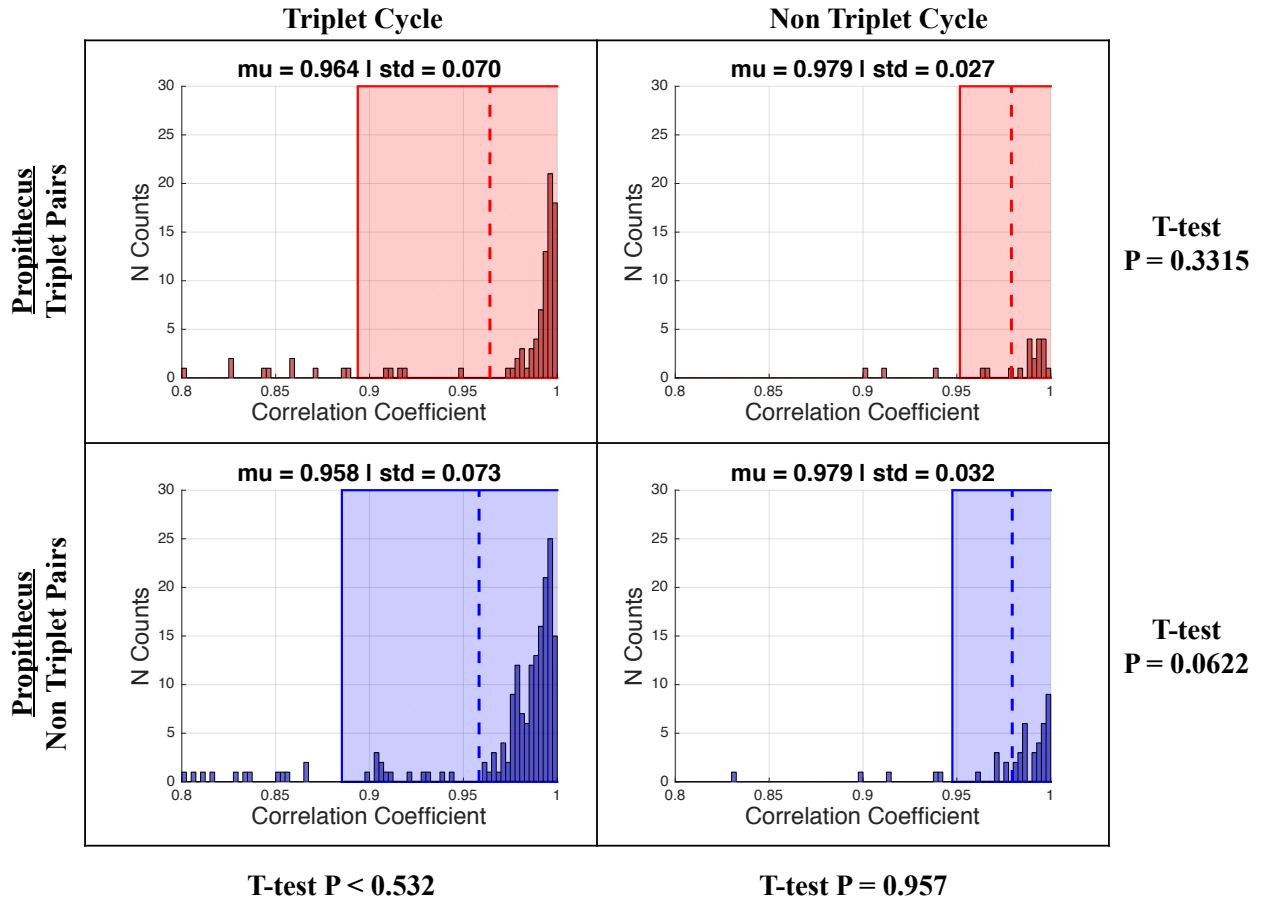 Triplet Cycle
Non Triplet Cycle
Propithecus
Triplet Pairs
mu = 0.964 | std = 0.070
30
25
20
15
10
5
0
N Counts
0.8
0.85
0.9
0.95
1
Correlation Coefficient
mu = 0.979 | std = 0.027
30
25
20
15
10
5
0
N Counts
0.8
0.85
0.9
0.95
1
Correlation Coefficient
T-test
P = 0.3315
Propithecus
Non Triplet Pairs
mu = 0.958 | std = 0.073
30
25
20
15
10
5
0
N Counts
0.8
0.85
0.9
0.95
1
Correlation Coefficient
mu = 0.979 | std = 0.032
30
25
20
15
10
5
0
N Counts
0.8
0.85
0.9
0.95
1
Correlation Coefficient
T-test
P = 0.0622
T-test P < 0.532
T-test P = 0.957